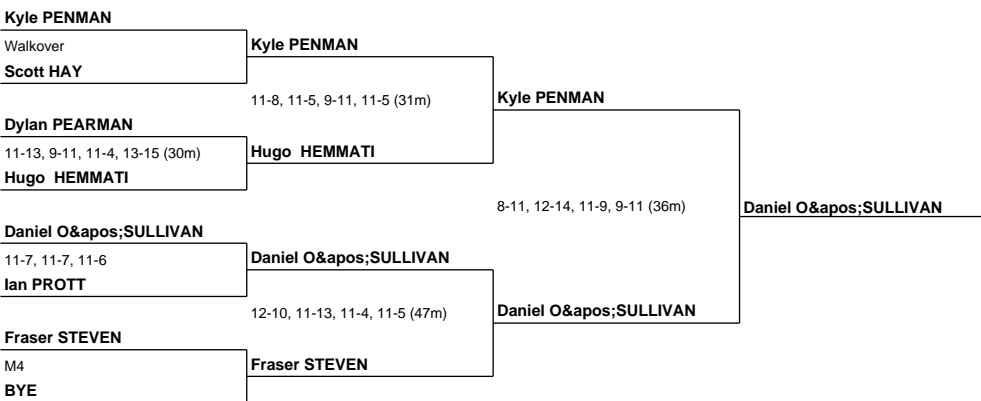 Kyle PENMAN
Walkover
Scott HAY
Dylan PEARMAN
11-13, 9-11, 11-4, 13-15 (30m)
Hugo  HEMMATI
Daniel O&apos;SULLIVAN
11-7, 11-7, 11-6
Ian PROTT
Fraser STEVEN
M4
BYE
Kyle PENMAN
11-8, 11-5, 9-11, 11-5 (31m)
Hugo  HEMMATI
Daniel O&apos;SULLIVAN
12-10, 11-13, 11-4, 11-5 (47m)
Fraser STEVEN
Kyle PENMAN
8-11, 12-14, 11-9, 9-11 (36m)
Daniel O&apos;SULLIVAN
Daniel O&apos;SULLIVAN